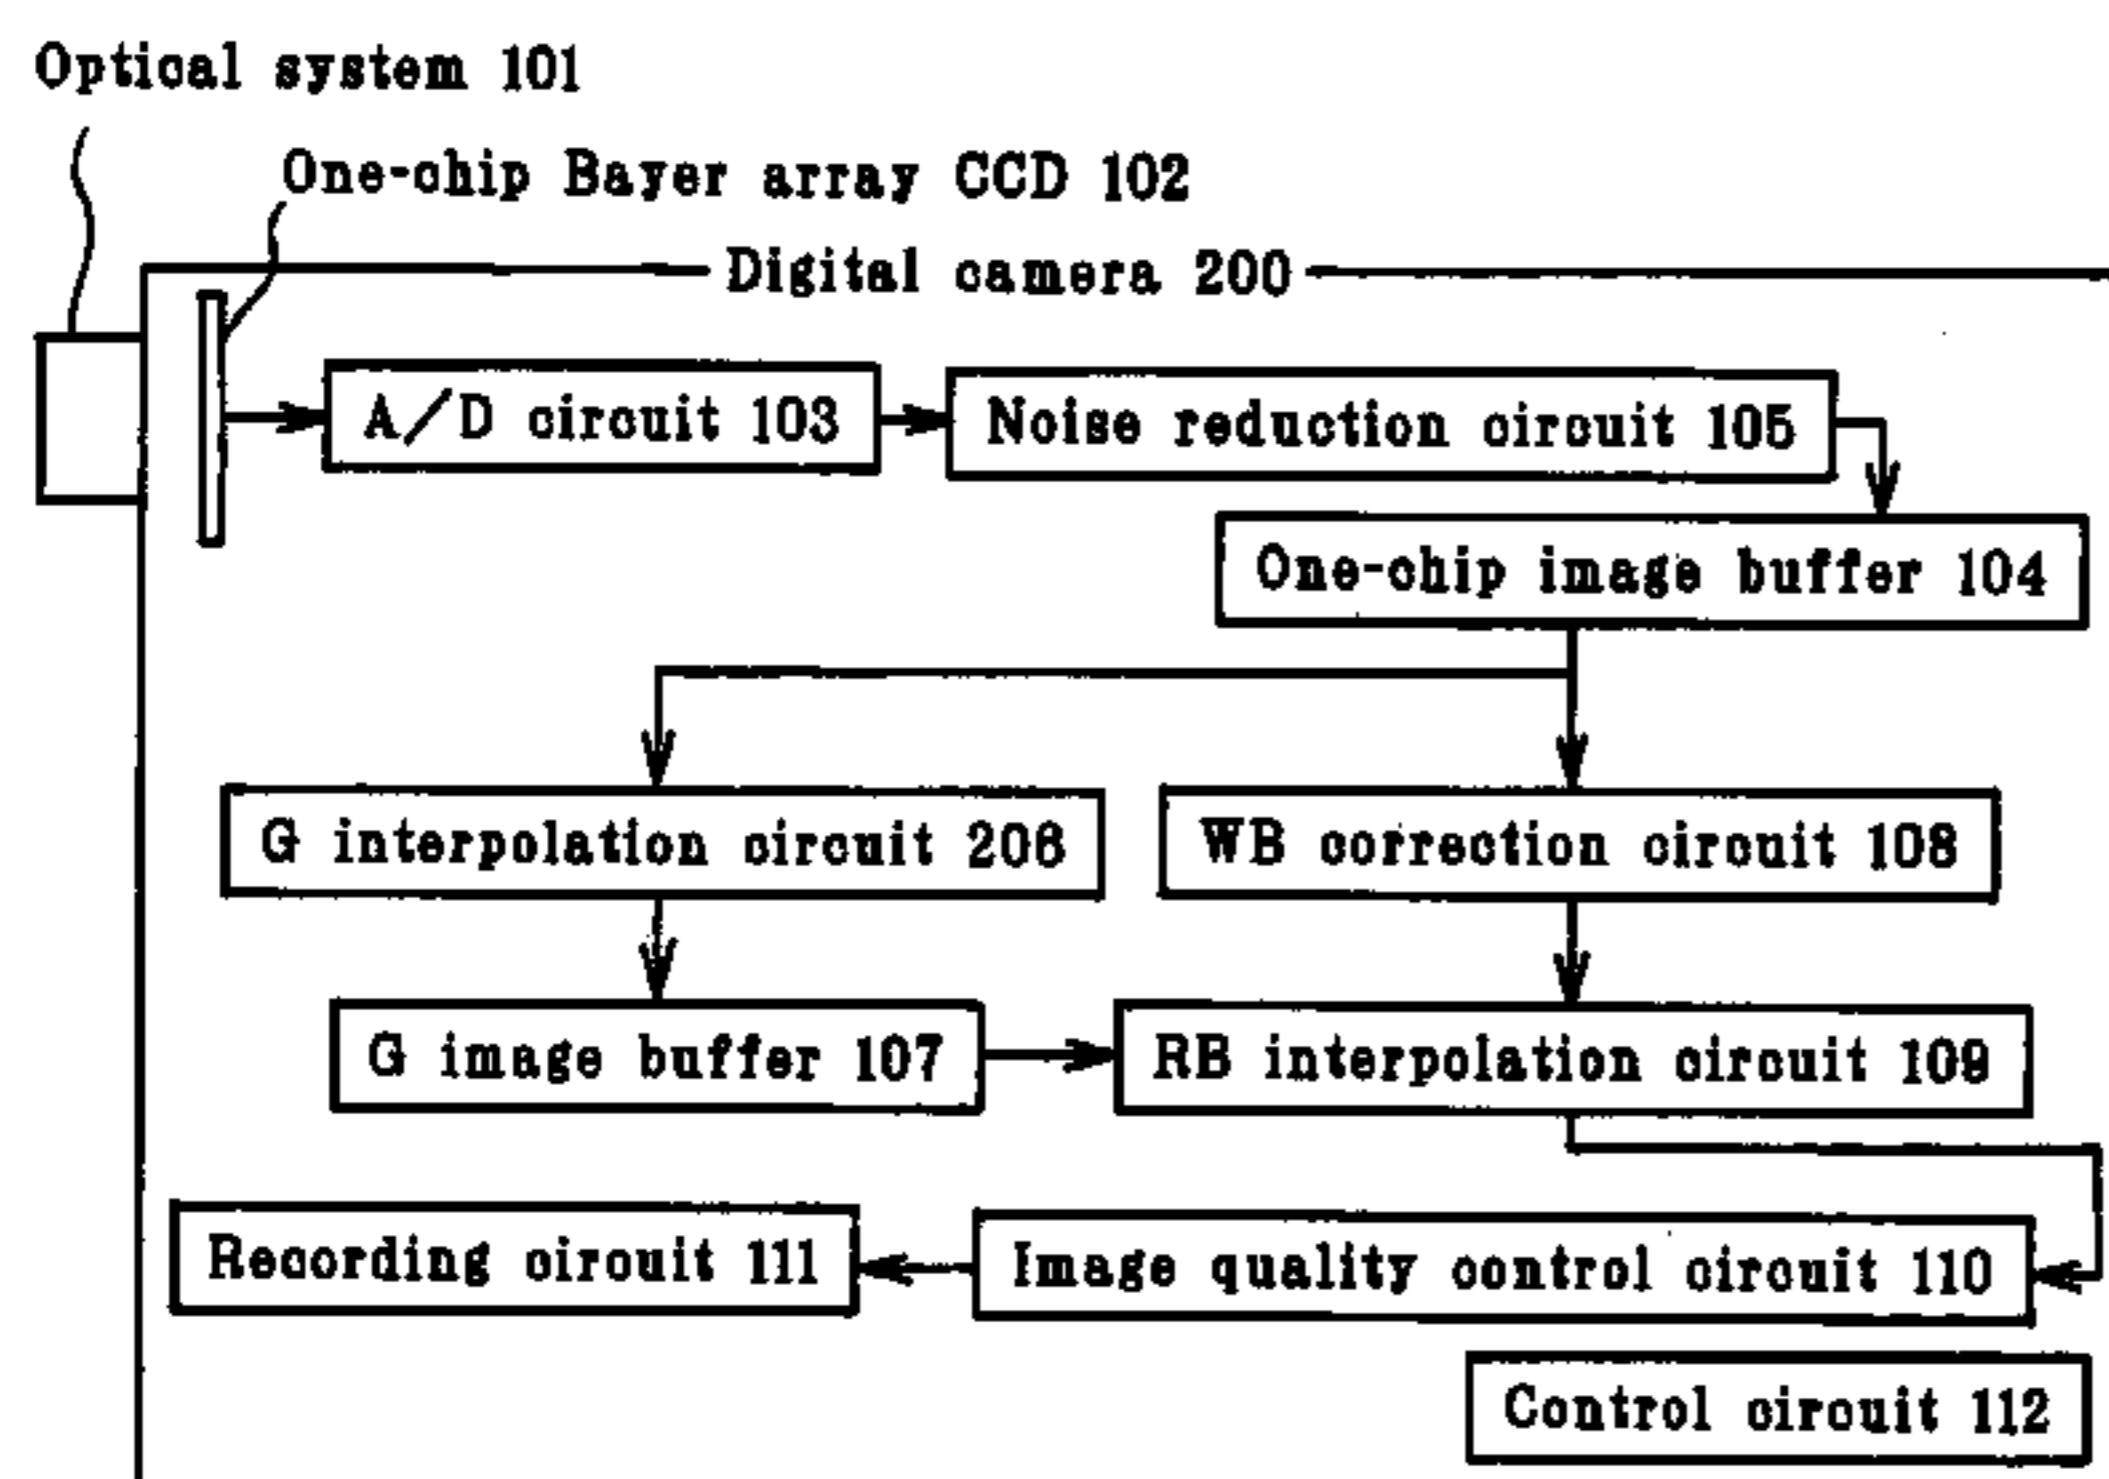 Optical system 101
One-chip Bayer array CCD 102
Digital camera 200
A/D circuit 103
Noise reduction circuit 105
One-chip image buffer 104
G interpolation circuit 206
WB correction circuit 108
G image buffer 107
RB interpolation circuit 109
Recording circuit 111
Image quality control circuit 110
Control circuit 112